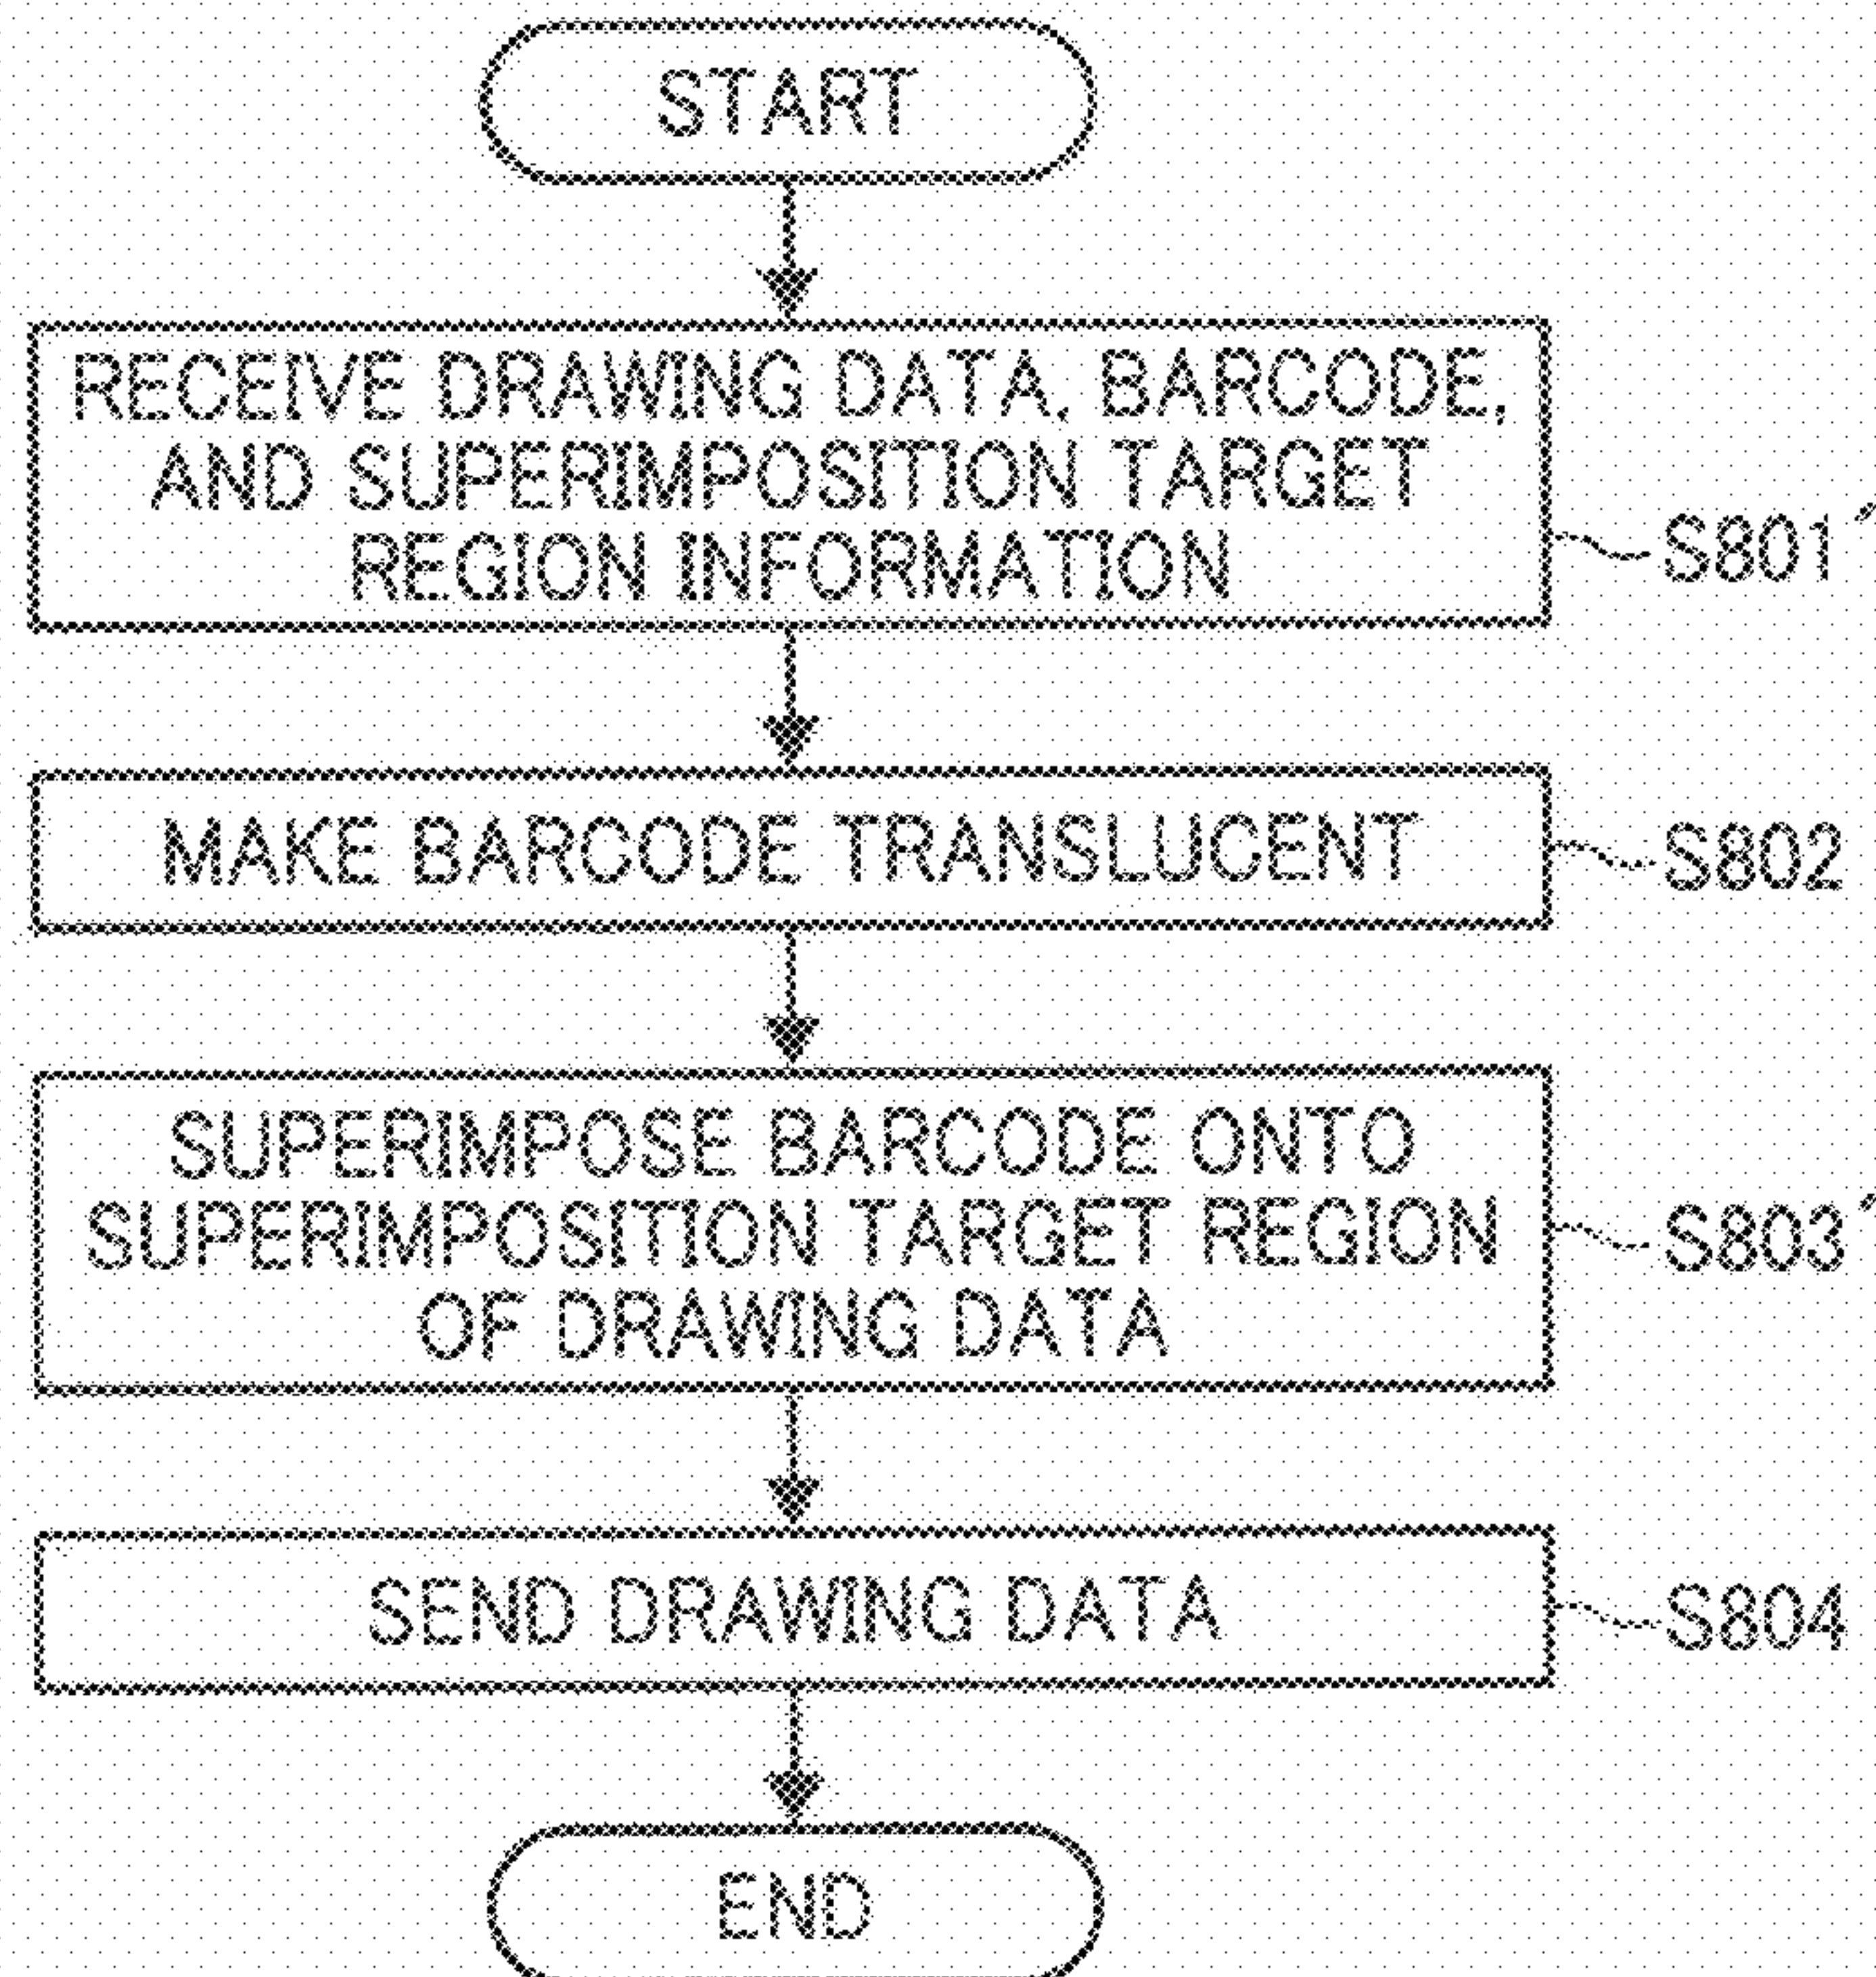 START
RECEIVE DRAWING DATA, BARCODE,
AND SUPERIMPOSITION TARGET
REGION INFORMATION
S801´
MAKE BARCODE TRANSLUCENT
S802
SUPERIMPOSE BARCODE ONTO
SUPERIMPOSITION TARGET REGION
OF DRAWING DATA
S803´
SEND DRAWING DATA
S804
END